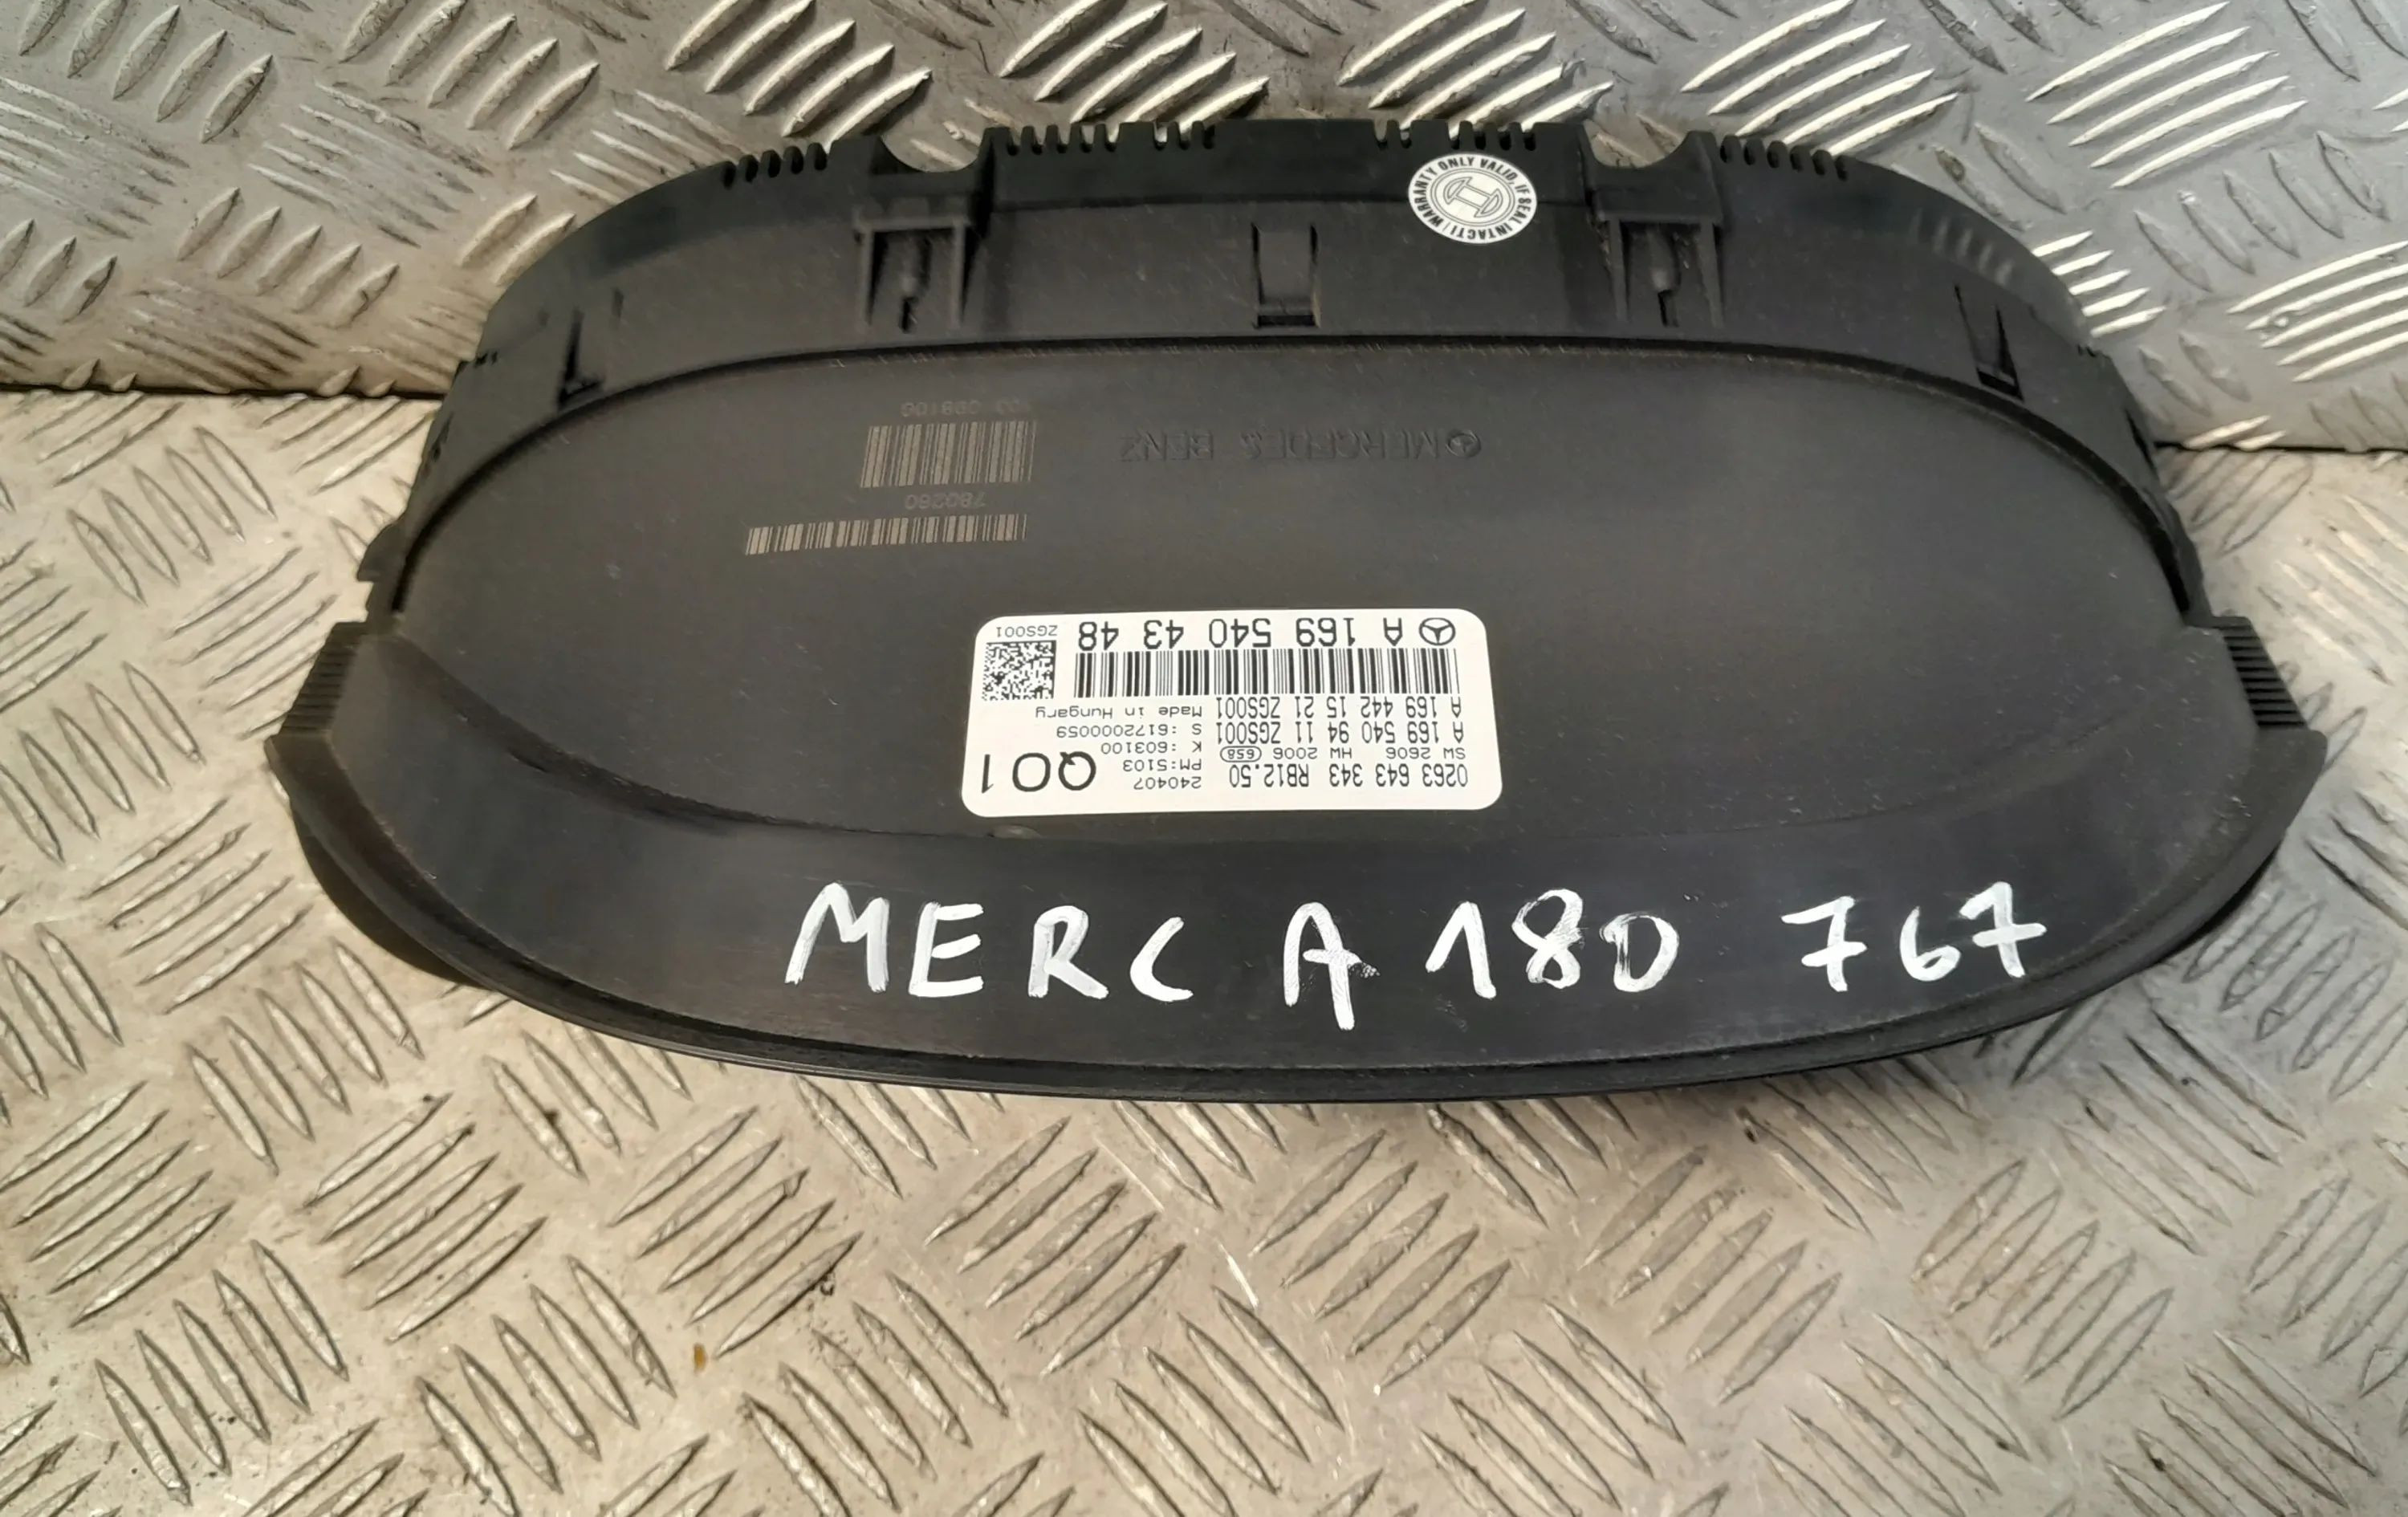 WARRANTY ONLY VALID, IF SEAL INTACT!
MERCEDES BENZ
780280
A 169 540 43 48
ZGS001
A 169 442 15 21 ZGS001
Made in Hungary
A 169 540 94 11 ZGS001
S :6172000059
SW 2606 HW 2006 658
K :603100
0263 643 343 RB12.50
PM:5103
240407
Q01
MERC A 180 767